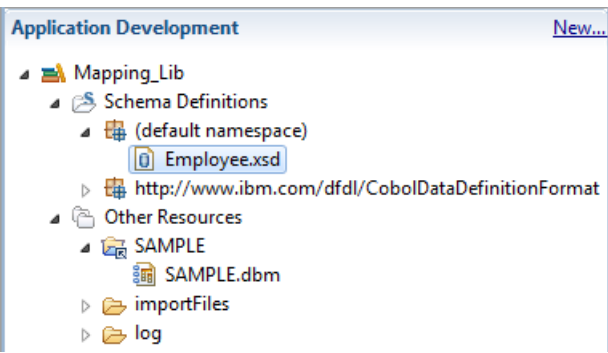 Application Development New...
Mapping_Lib
Schema Definitions
(default namespace)
Employee.xsd
http://www.ibm.com/dfdl/CobolDataDefinitionFormat
Other Resources
SAMPLE
SAMPLE.dbm
importFiles
log